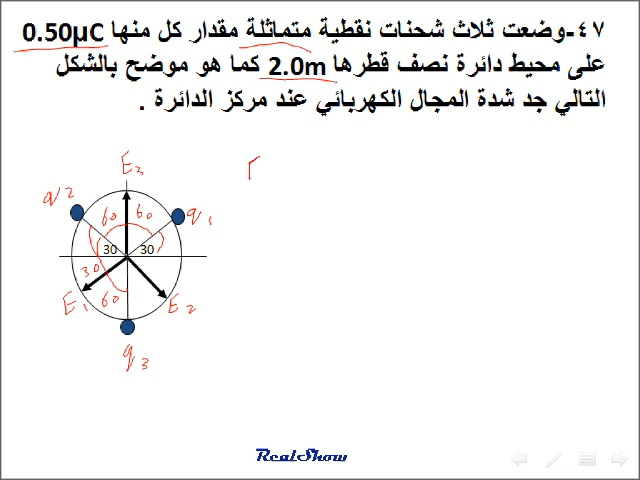 ٤٧-وضعت ثلاث شحنات نقطية متماثلة مقدار كل منها 0.50μC
على محيط دائرة نصف قطرها 2.0m كما هو موضح بالشكل
التالي جد شدة المجال الكهربائي عند مركز الدائرة .
E3
q2
60 60
q1
30 30
30
60
E1
E2
q3
RealShow